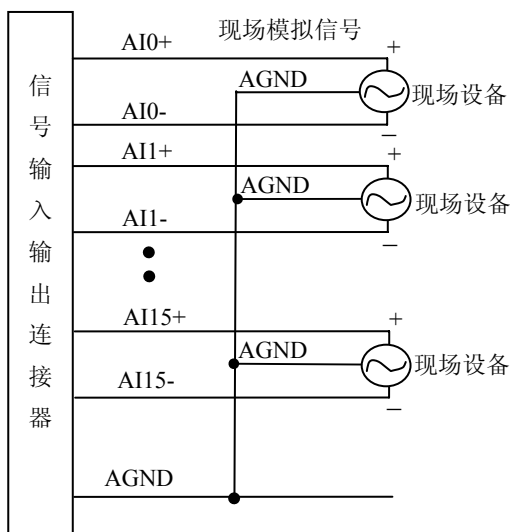 信号输入输出连接器
现场模拟信号
AI0+
+
AGND
现场设备
AI0-
−
AI1+
+
AGND
现场设备
AI1-
−
AI15+
+
AGND
现场设备
AI15-
−
AGND